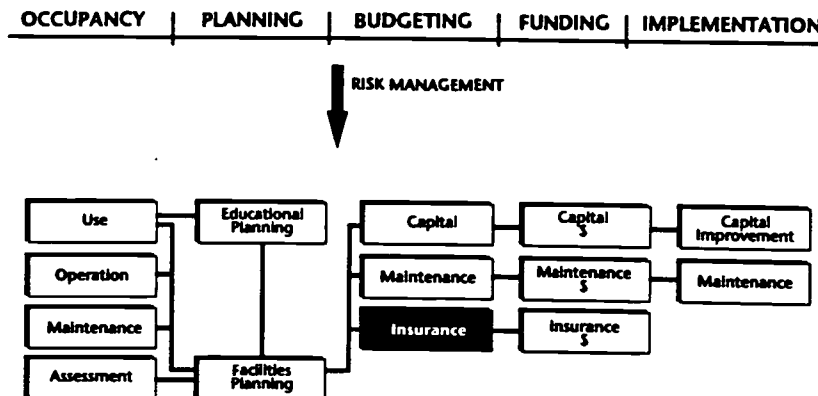 OCCUPANCY | PLANNING | BUDGETING | FUNDING | IMPLEMENTATION
RISK MANAGEMENT
Use
Educational
Planning
Capital
Capital
$
Capital
Improvement
Operation
Maintenance
Maintenance
$
Maintenance
Maintenance
Insurance
Insurance
$
Assessment
Facilities
Planning